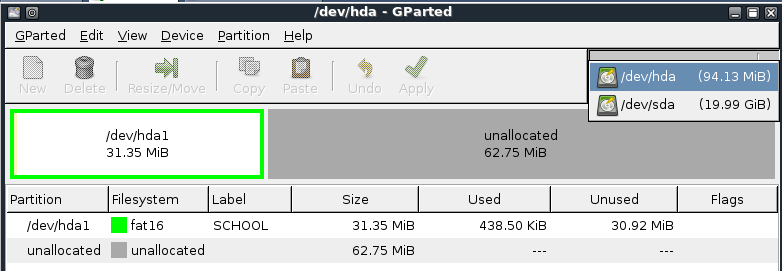 /dev/hda - GParted
GParted Edit View Device Partition Help
New Delete Resize/Move Copy Paste Undo Apply
/dev/hda (94.13 MiB)
/dev/sda (19.99 GiB)
/dev/hda1
31.35 MiB
unallocated
62.75 MiB
Partition Filesystem Label Size Used Unused Flags
/dev/hda1 fat16 SCHOOL 31.35 MiB 438.50 KiB 30.92 MiB
unallocated unallocated 62.75 MiB --- ---